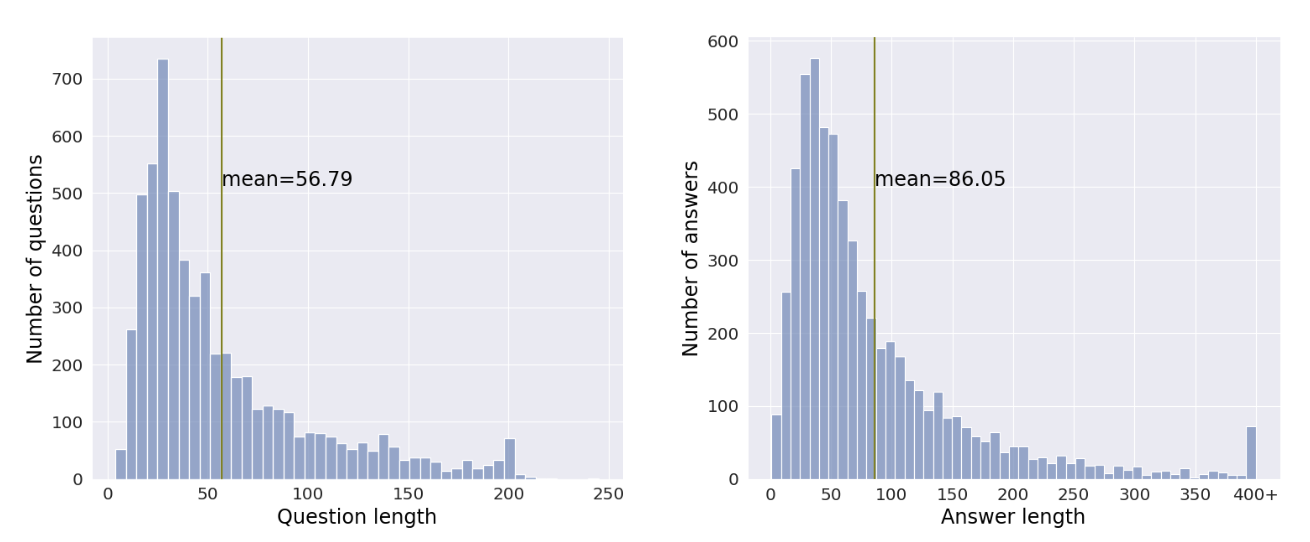 700
600
500
400
300
200
100
0
Number of questions
mean=56.79
0 50 100 150 200 250
Question length
600
500
400
300
200
100
0
Number of answers
mean=86.05
0 50 100 150 200 250 300 350 400+
Answer length